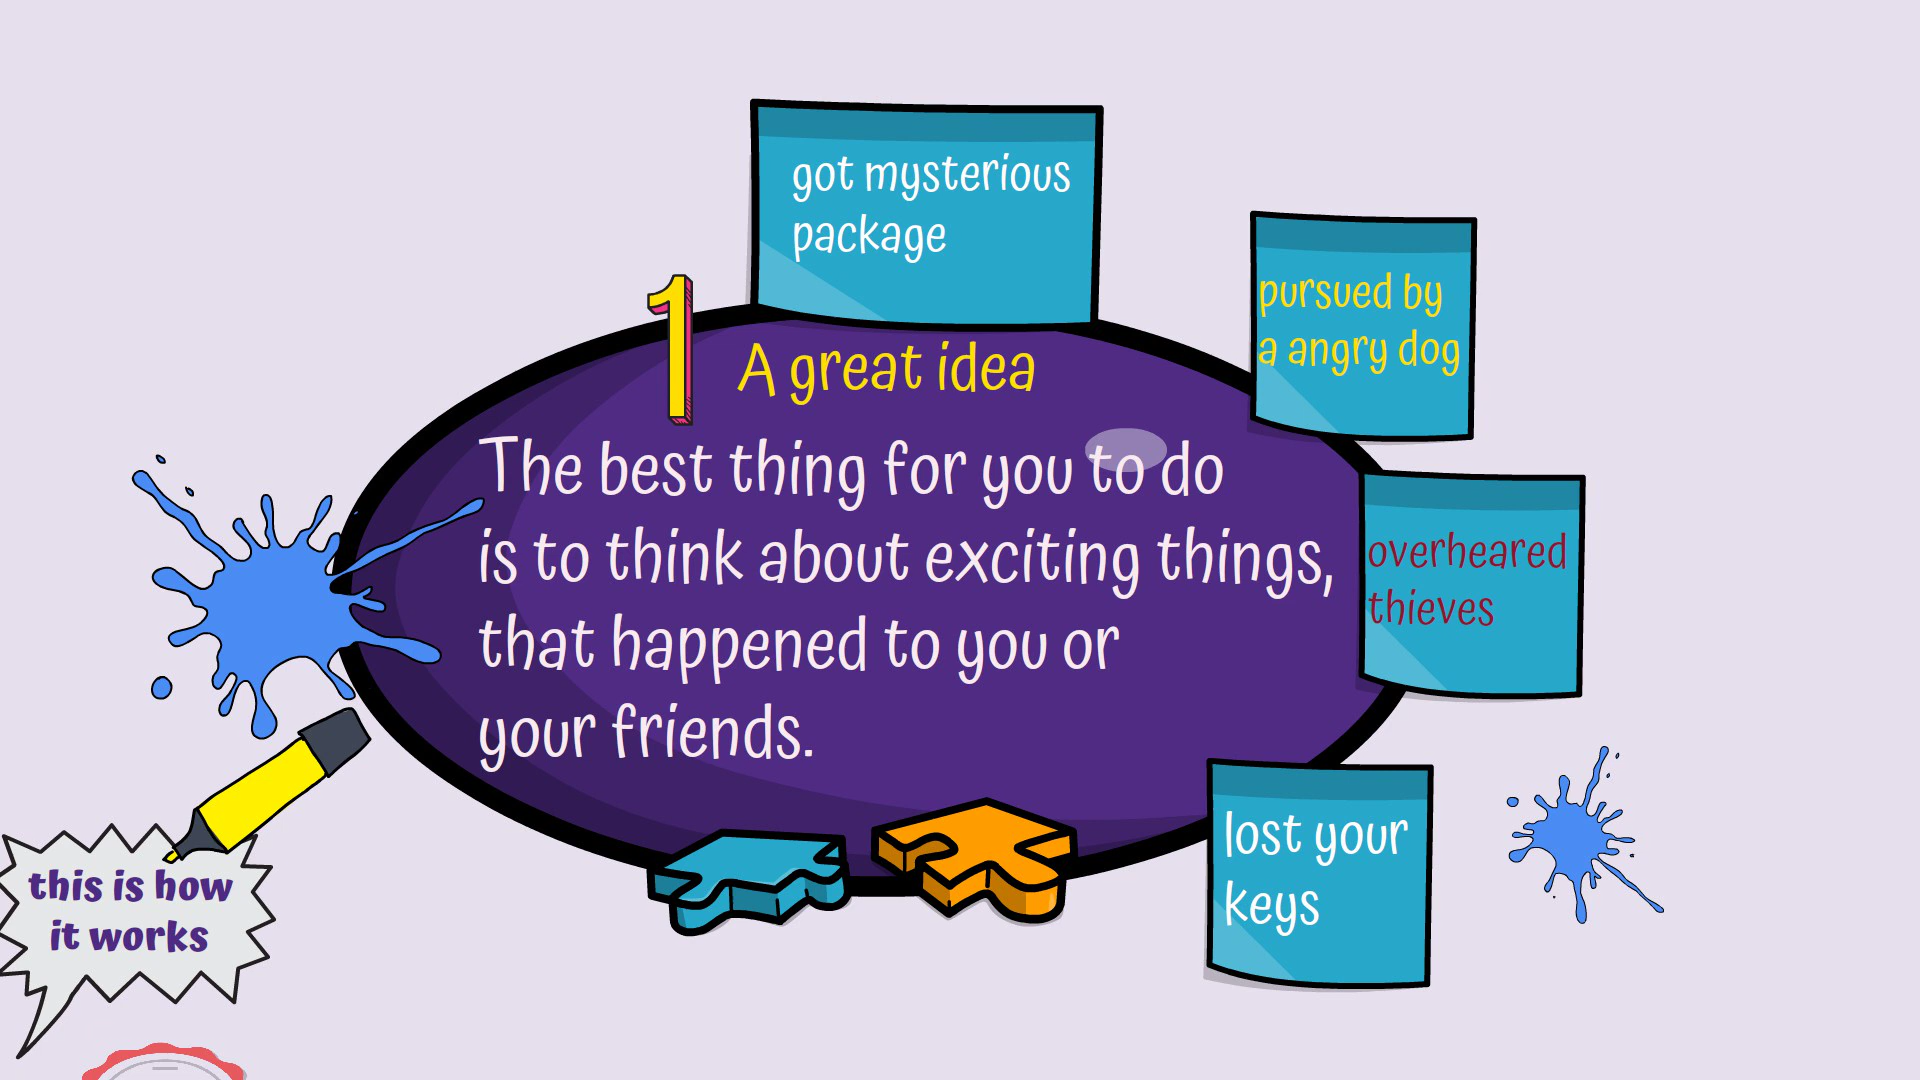 got mysterious
package
pursued by
a angry dog
1
A great idea
The best thing for you to do
is to think about exciting things,
that happened to you or
your friends.
overheared
thieves
lost your
keys
this is how
it works